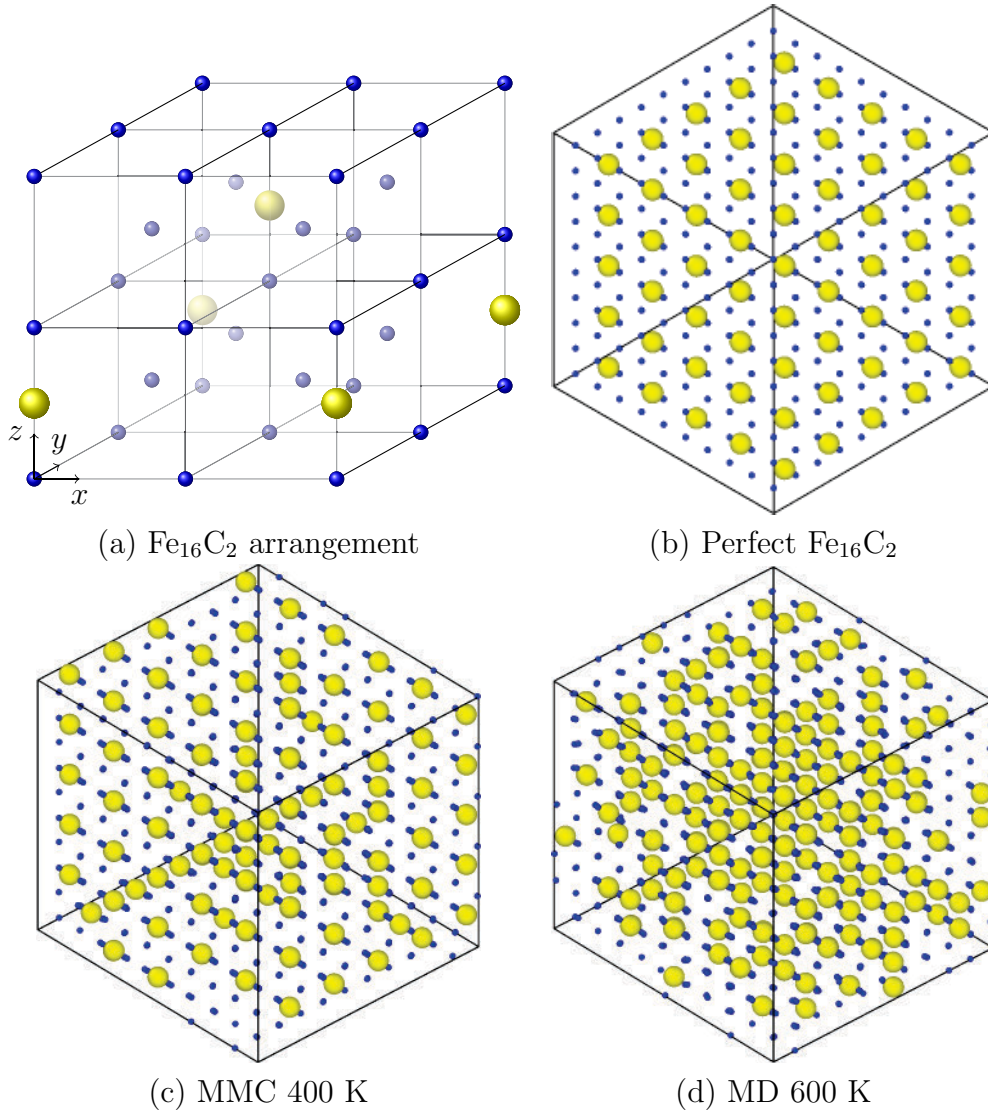 z
y
x
(a) Fe₁₆C₂ arrangement
(b) Perfect Fe₁₆C₂
(c) MMC 400 K
(d) MD 600 K